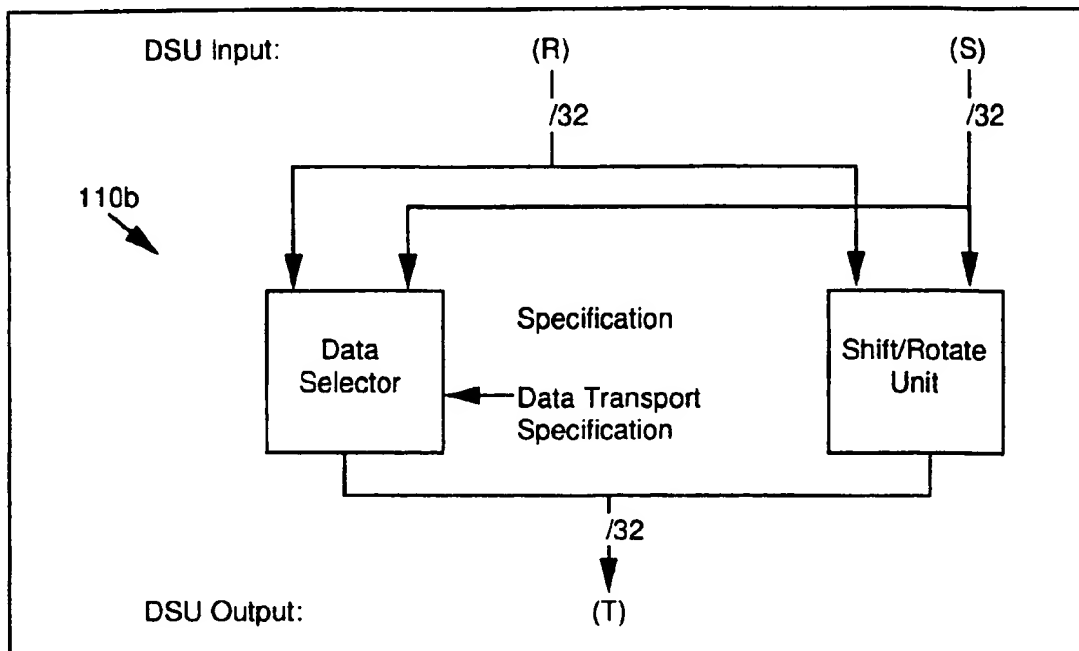 DSU Input:
(R)
(S)
/32
/32
110b
Data
Selector
Specification
Data Transport
Specification
Shift/Rotate
Unit
/32
DSU Output:
(T)